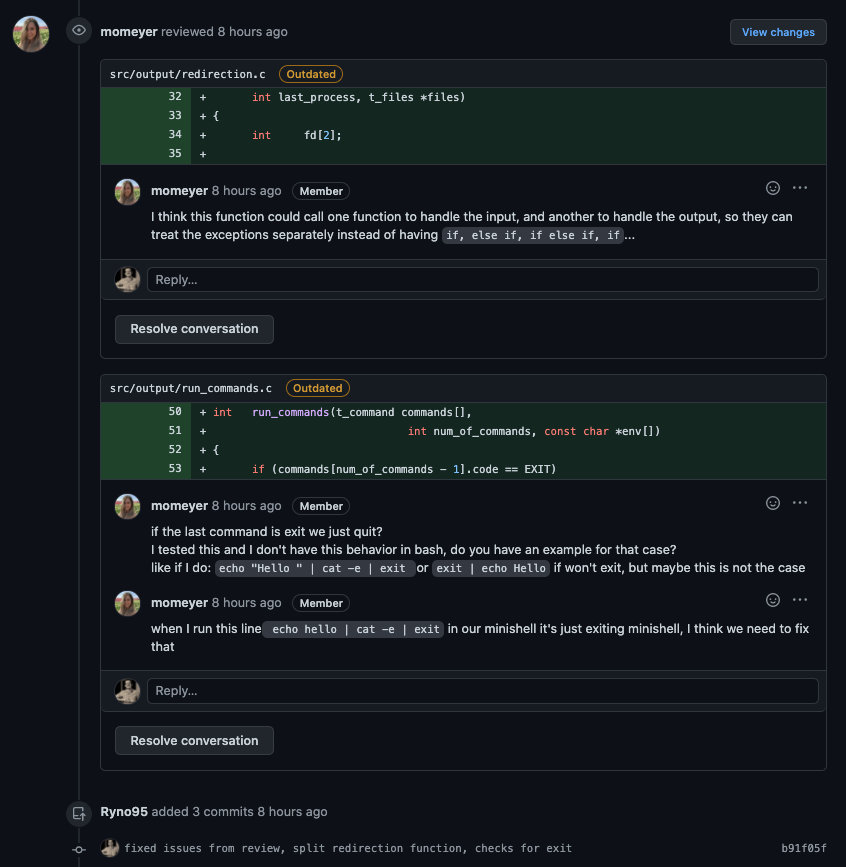 momeyer reviewed 8 hours ago
View changes
src/output/redirection.c Outdated
32 + int last_process, t_files *files)
33 + {
34 + int fd[2];
35 +
momeyer 8 hours ago Member
I think this function could call one function to handle the input, and another to handle the output, so they can
treat the exceptions separately instead of having if, else if, if else if, if...
Reply...
Resolve conversation
src/output/run_commands.c Outdated
50 + int run_commands(t_command commands[],
51 + int num_of_commands, const char *env[])
52 + {
53 + if (commands[num_of_commands - 1].code == EXIT)
momeyer 8 hours ago Member
if the last command is exit we just quit?
I tested this and I don't have this behavior in bash, do you have an example for that case?
like if I do: echo "Hello " | cat -e | exit or exit | echo Hello if won't exit, but maybe this is not the case
momeyer 8 hours ago Member
when I run this line echo hello | cat -e | exit in our minishell it's just exiting minishell, I think we need to fix
that
Reply...
Resolve conversation
Ryno95 added 3 commits 8 hours ago
fixed issues from review, split redirection function, checks for exit b91f05f